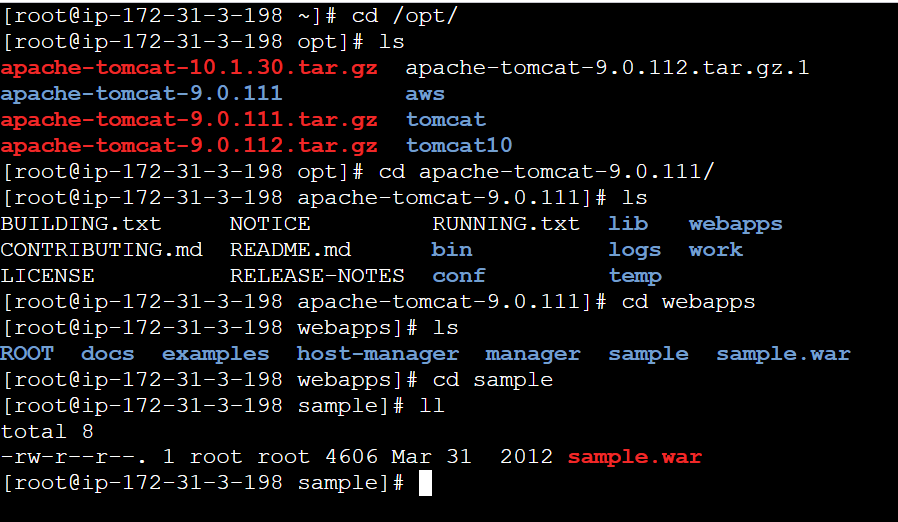 [root@ip-172-31-3-198 ~]# cd /opt/
[root@ip-172-31-3-198 opt]# ls
apache-tomcat-10.1.30.tar.gz  apache-tomcat-9.0.112.tar.gz.1
apache-tomcat-9.0.111         aws
apache-tomcat-9.0.111.tar.gz  tomcat
apache-tomcat-9.0.112.tar.gz  tomcat10
[root@ip-172-31-3-198 opt]# cd apache-tomcat-9.0.111/
[root@ip-172-31-3-198 apache-tomcat-9.0.111]# ls
BUILDING.txt     NOTICE         RUNNING.txt  lib   webapps
CONTRIBUTING.md  README.md      bin          logs  work
LICENSE          RELEASE-NOTES  conf         temp
[root@ip-172-31-3-198 apache-tomcat-9.0.111]# cd webapps
[root@ip-172-31-3-198 webapps]# ls
ROOT  docs  examples  host-manager  manager  sample  sample.war
[root@ip-172-31-3-198 webapps]# cd sample
[root@ip-172-31-3-198 sample]# ll
total 8
-rw-r--r--. 1 root root 4606 Mar 31  2012 sample.war
[root@ip-172-31-3-198 sample]#